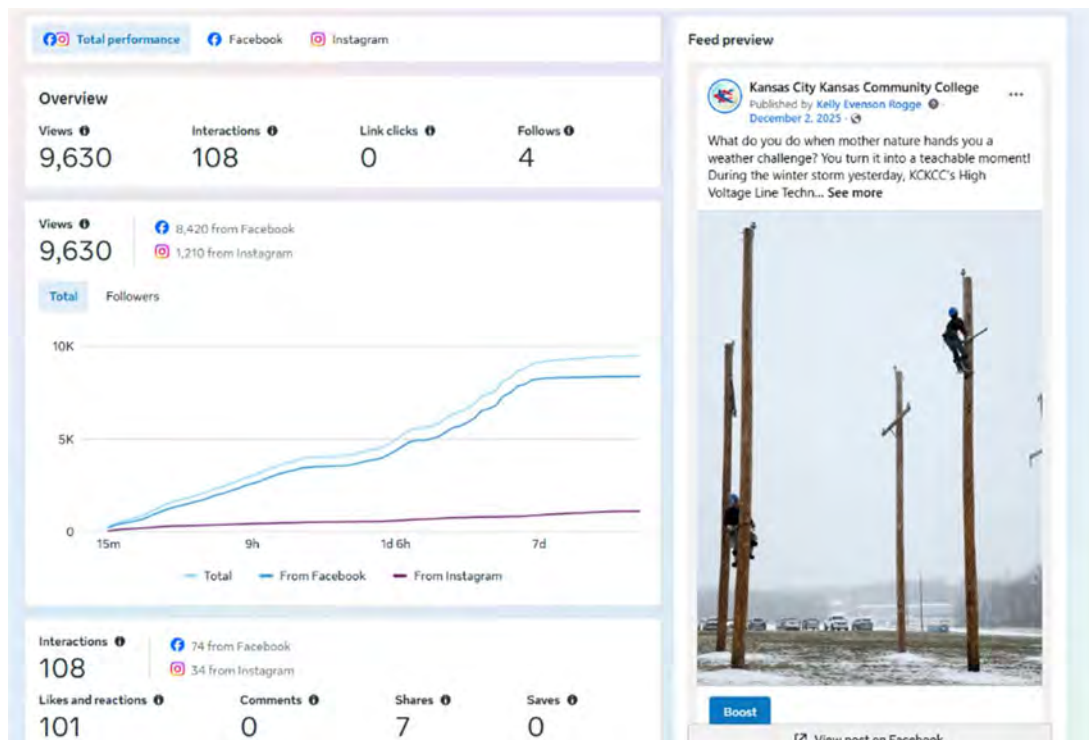 Total performance
Facebook
Instagram
Overview
Views
Interactions
Link clicks
Follows
9,630
108
0
4
Views
9,630
8,420 from Facebook
1,210 from Instagram
Total
Followers
10K
5K
0
15m
9h
1d 6h
7d
Total
From Facebook
From Instagram
Interactions
108
74 from Facebook
34 from Instagram
Likes and reactions
Comments
Shares
Saves
101
0
7
0
Feed preview
Kansas City Kansas Community College
Published by Kelly Evenson Rogge
December 2, 2025 ·
What do you do when mother nature hands you a
weather challenge? You turn it into a teachable moment!
During the winter storm yesterday, KCKCC's High
Voltage Line Techn... See more
Boost
View post on Facebook